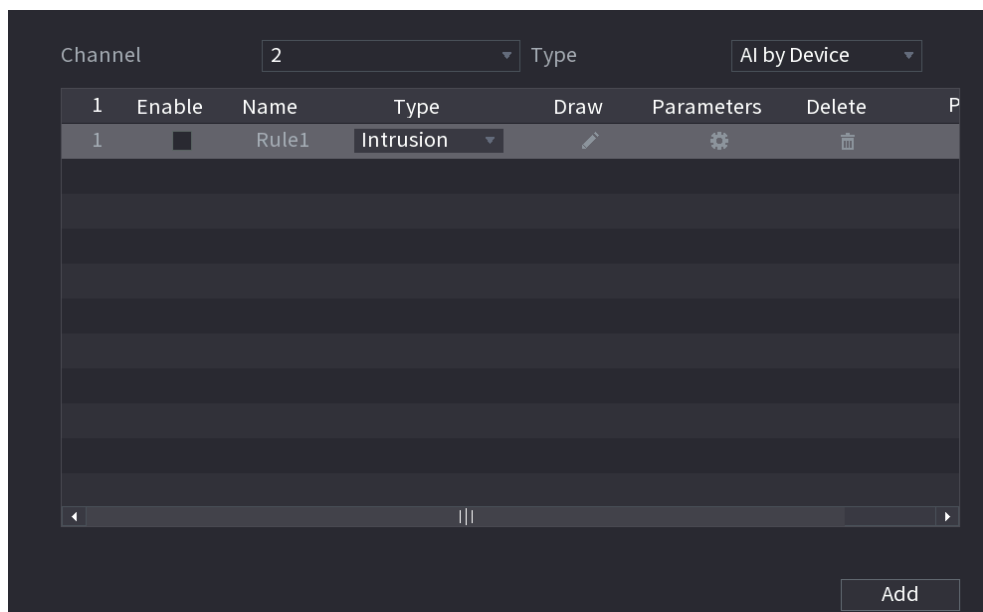 Channel 2 Type AI by Device
1 Enable Name Type Draw Parameters Delete P
1 Rule1 Intrusion
Add